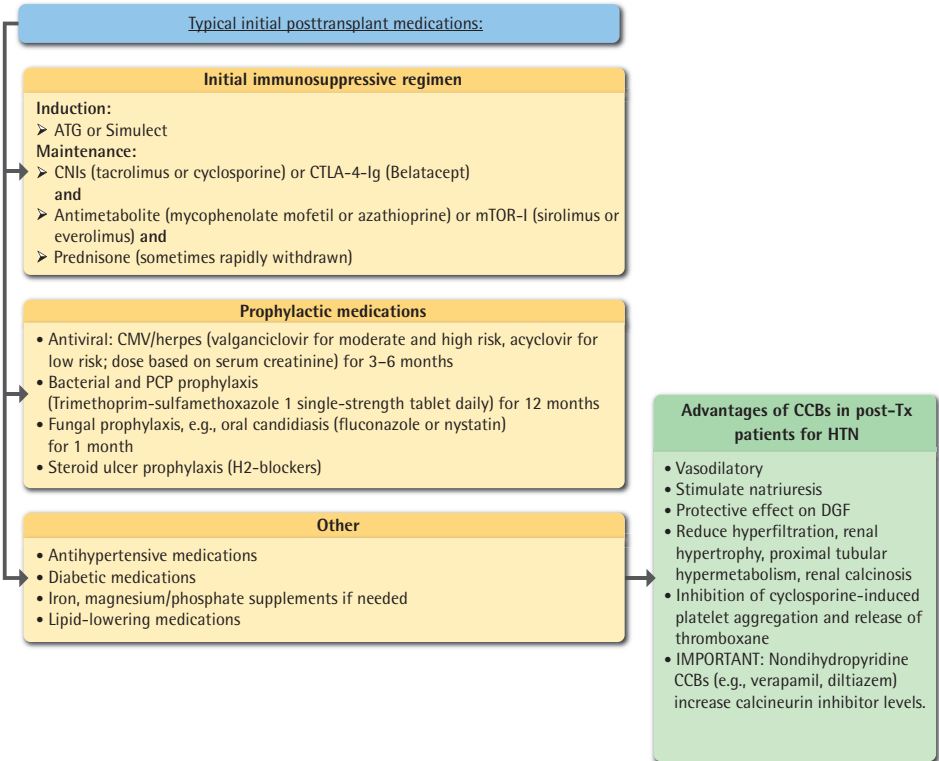 Typical initial posttransplant medications:
Initial immunosuppressive regimen
Induction:
➢ ATG or Simulect
Maintenance:
➢ CNIs (tacrolimus or cyclosporine) or CTLA-4-Ig (Belatacept)
and
➢ Antimetabolite (mycophenolate mofetil or azathioprine) or mTOR-I (sirolimus or
everolimus) and
➢ Prednisone (sometimes rapidly withdrawn)
Prophylactic medications
• Antiviral: CMV/herpes (valganciclovir for moderate and high risk, acyclovir for
low risk; dose based on serum creatinine) for 3–6 months
• Bacterial and PCP prophylaxis
(Trimethoprim-sulfamethoxazole 1 single-strength tablet daily) for 12 months
• Fungal prophylaxis, e.g., oral candidiasis (fluconazole or nystatin)
for 1 month
• Steroid ulcer prophylaxis (H2-blockers)
Other
• Antihypertensive medications
• Diabetic medications
• Iron, magnesium/phosphate supplements if needed
• Lipid-lowering medications
Advantages of CCBs in post-Tx
patients for HTN
• Vasodilatory
• Stimulate natriuresis
• Protective effect on DGF
• Reduce hyperfiltration, renal
hypertrophy, proximal tubular
hypermetabolism, renal calcinosis
• Inhibition of cyclosporine-induced
platelet aggregation and release of
thromboxane
• IMPORTANT: Nondihydropyridine
CCBs (e.g., verapamil, diltiazem)
increase calcineurin inhibitor levels.